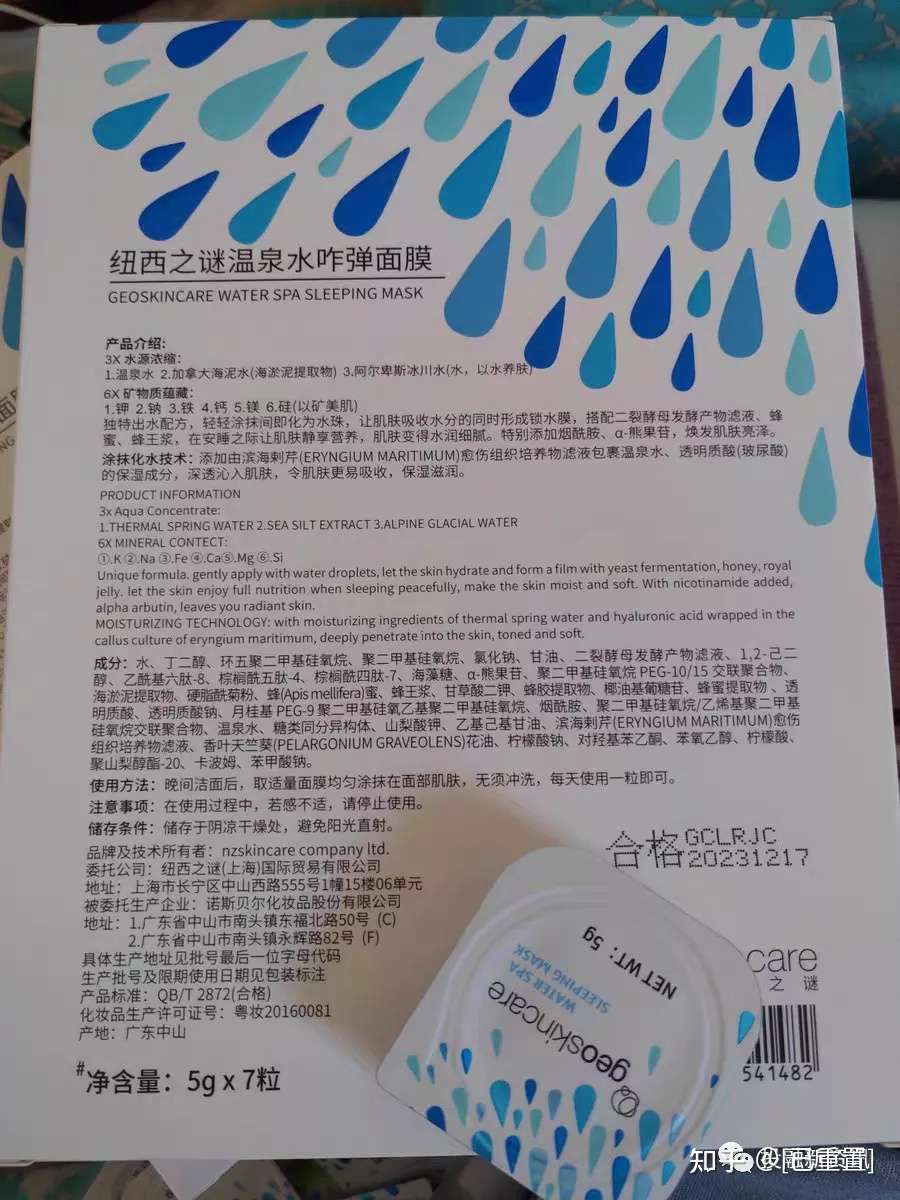 纽西之谜温泉水咋弹面膜
GEOSKINCARE WATER SPA SLEEPING MASK
产品介绍：
3X 水源浓缩：
1.温泉水 2.加拿大海泥水(海淤泥提取物) 3.阿尔卑斯冰川水(水，以水养肤)
6X 矿物质蕴藏：
1.钾 2.钠 3.铁 4.钙 5.镁 6.硅(以矿美肌)
独特出水配方，轻轻涂抹间即化为水珠，让肌肤吸收水分的同时形成锁水膜，搭配二裂酵母发酵产物滤液、蜂
蜜、蜂王浆，在安睡之际让肌肤静享营养，肌肤变得水润细腻。特别添加烟酰胺、α-熊果苷，焕发肌肤亮泽。
涂抹化水技术：添加由滨海刺芹(ERYNGIUM MARITIMUM)愈伤组织培养物滤液包裹温泉水、透明质酸(玻尿酸)
的保湿成分，深透沁入肌肤，令肌肤更易吸收，保湿滋润。
PRODUCT INFORMATION
3x Aqua Concentrate:
1.THERMAL SPRING WATER 2.SEA SILT EXTRACT 3.ALPINE GLACIAL WATER
6X MINERAL CONTECT:
①.K ②.Na ③.Fe ④.Ca⑤.Mg ⑥.Si
Unique formula. gently apply with water droplets, let the skin hydrate and form a film with yeast fermentation, honey, royal
jelly. let the skin enjoy full nutrition when sleeping peacefully, make the skin moist and soft. With nicotinamide added,
alpha arbutin, leaves you radiant skin.
MOISTURIZING TECHNOLOGY: with moisturizing ingredients of thermal spring water and hyaluronic acid wrapped in the
callus culture of eryngium maritimum, deeply penetrate into the skin, toned and soft.
成分：水、丁二醇、环五聚二甲基硅氧烷、聚二甲基硅氧烷、氯化钠、甘油、二裂酵母发酵产物滤液、1,2-己二
醇、乙酰基六肽-8、棕榈酰五肽-4、棕榈酰四肽-7、海藻糖、α-熊果苷、聚二甲基硅氧烷 PEG-10/15 交联聚合物、
海淤泥提取物、硬脂酰菊粉、蜂(Apis mellifera)蜜、蜂王浆、甘草酸二钾、蜂胶提取物、椰油基葡糖苷、蜂蜜提取物、透
明质酸、透明质酸钠、月桂基 PEG-9 聚二甲基硅氧乙基聚二甲基硅氧烷、烟酰胺、聚二甲基硅氧烷/乙烯基聚二甲基
硅氧烷交联聚合物、温泉水、糖类同分异构体、山梨酸钾、乙基己基甘油、滨海刺芹(ERYNGIUM MARITIMUM)愈伤
组织培养物滤液、香叶天竺葵(PELARGONIUM GRAVEOLENS)花油、柠檬酸钠、对羟基苯乙酮、苯氧乙醇、柠檬酸、
聚山梨醇酯-20、卡波姆、苯甲酸钠。
使用方法：晚间洁面后，取适量面膜均匀涂抹在面部肌肤，无须冲洗，每天使用一粒即可。
注意事项：在使用过程中，若感不适，请停止使用。
储存条件：储存于阴凉干燥处，避免阳光直射。
品牌及技术所有者：nzskincare company ltd.
委托公司：纽西之谜(上海)国际贸易有限公司
地址：上海市长宁区中山西路555号1幢15楼06单元
被委托生产企业：诺斯贝尔化妆品股份有限公司
地址：1.广东省中山市南头镇东福北路50号 (C)
2.广东省中山市南头镇永辉路82号 (F)
具体生产地址见批号最后一位字母代码
生产批号及限期使用日期见包装标注
产品标准：QB/T 2872(合格)
化妆品生产许可证号：粤妆20160081
产地：广东中山
#净含量：5g x 7粒
合格 GCLRJC
20231217
care
之谜
541482
NET WT: 5g
WATER SPA
SLEEPING MASK
geoskincare
知乎